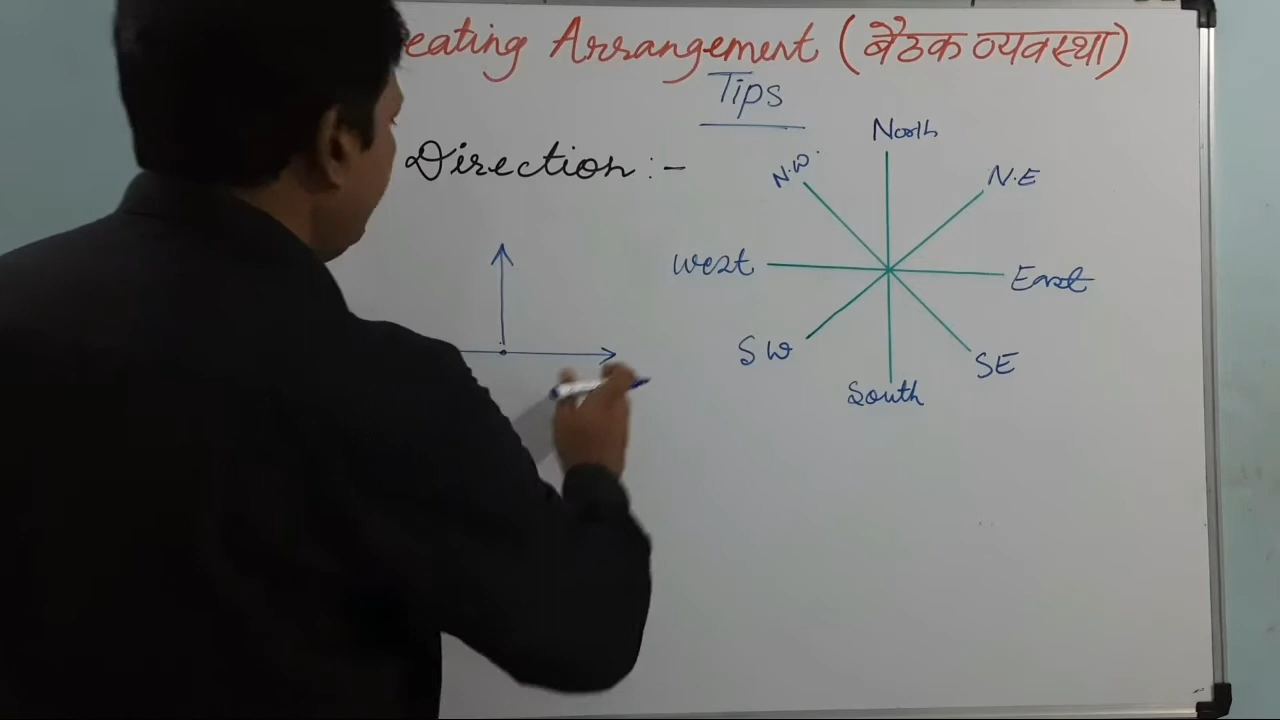 eating Arrangement (बैठक व्यवस्था)
Tips
Direction :-
North
N.W.
N.E
West
East
SW
SE
South